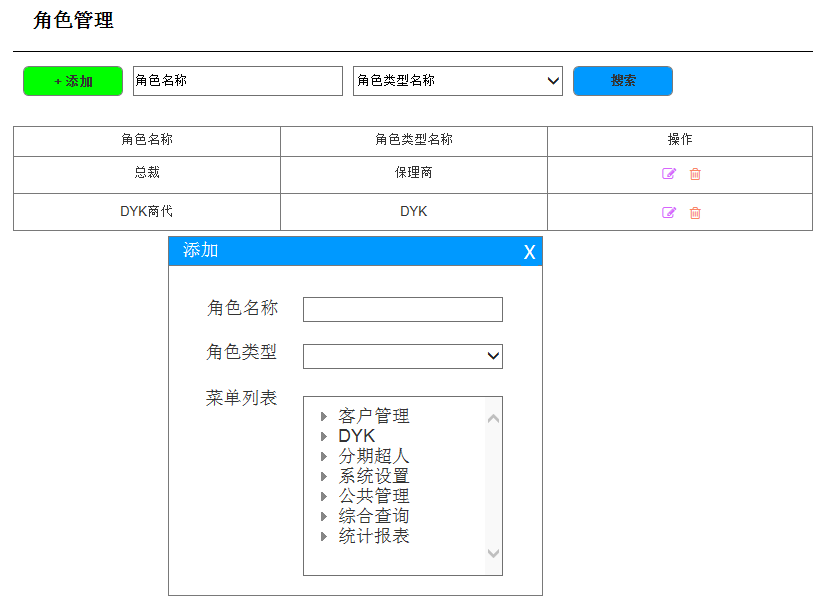 角色管理
+ 添加 角色名称 角色类型名称 搜索
角色名称 角色类型名称 操作
总裁 保理商
DYK商代 DYK
添加 X
角色名称
角色类型
菜单列表
客户管理
DYK
分期超人
系统设置
公共管理
综合查询
统计报表